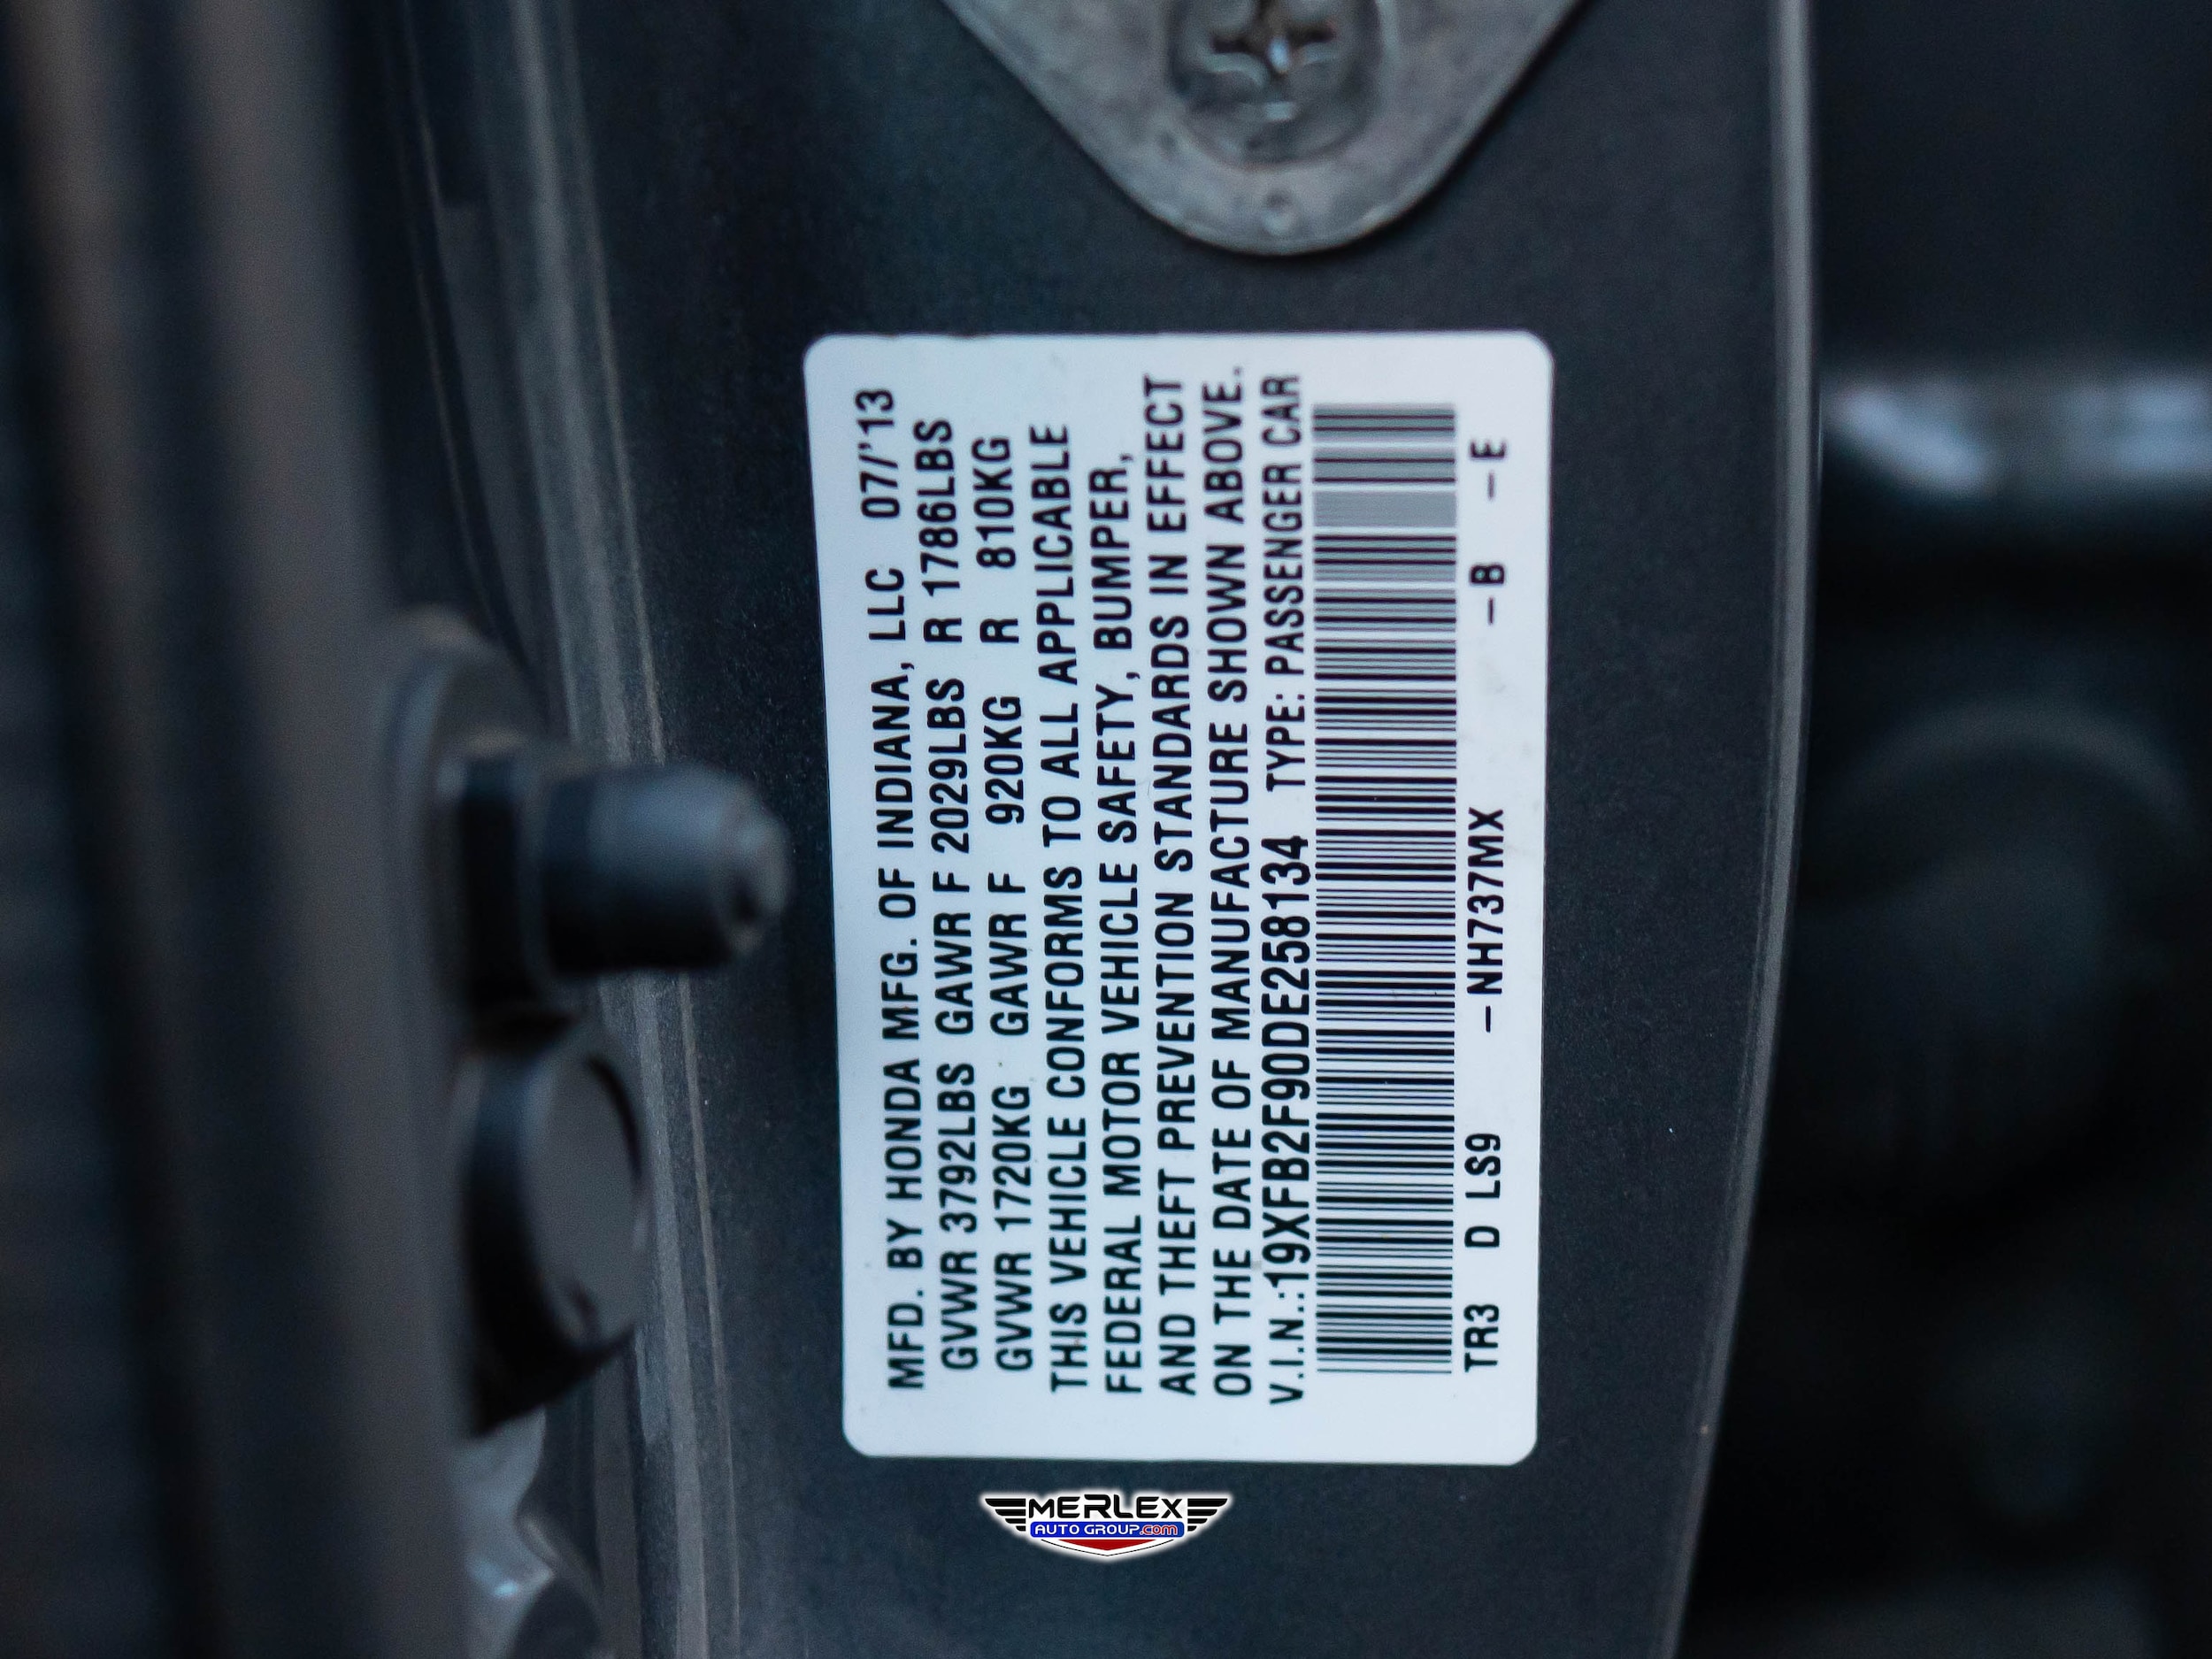 MFD. BY HONDA MFG. OF INDIANA, LLC 07/'13
GVWR 3792LBS GAWR F 2029LBS R 1786LBS
GVWR 1720KG GAWR F 920KG R 810KG
THIS VEHICLE CONFORMS TO ALL APPLICABLE
FEDERAL MOTOR VEHICLE SAFETY, BUMPER,
AND THEFT PREVENTION STANDARDS IN EFFECT
ON THE DATE OF MANUFACTURE SHOWN ABOVE.
V.I.N.:19XFB2F90DE258134 TYPE: PASSENGER CAR
TR3 D LS9 –NH737MX –B –E
MERLEX
AUTO GROUP.com